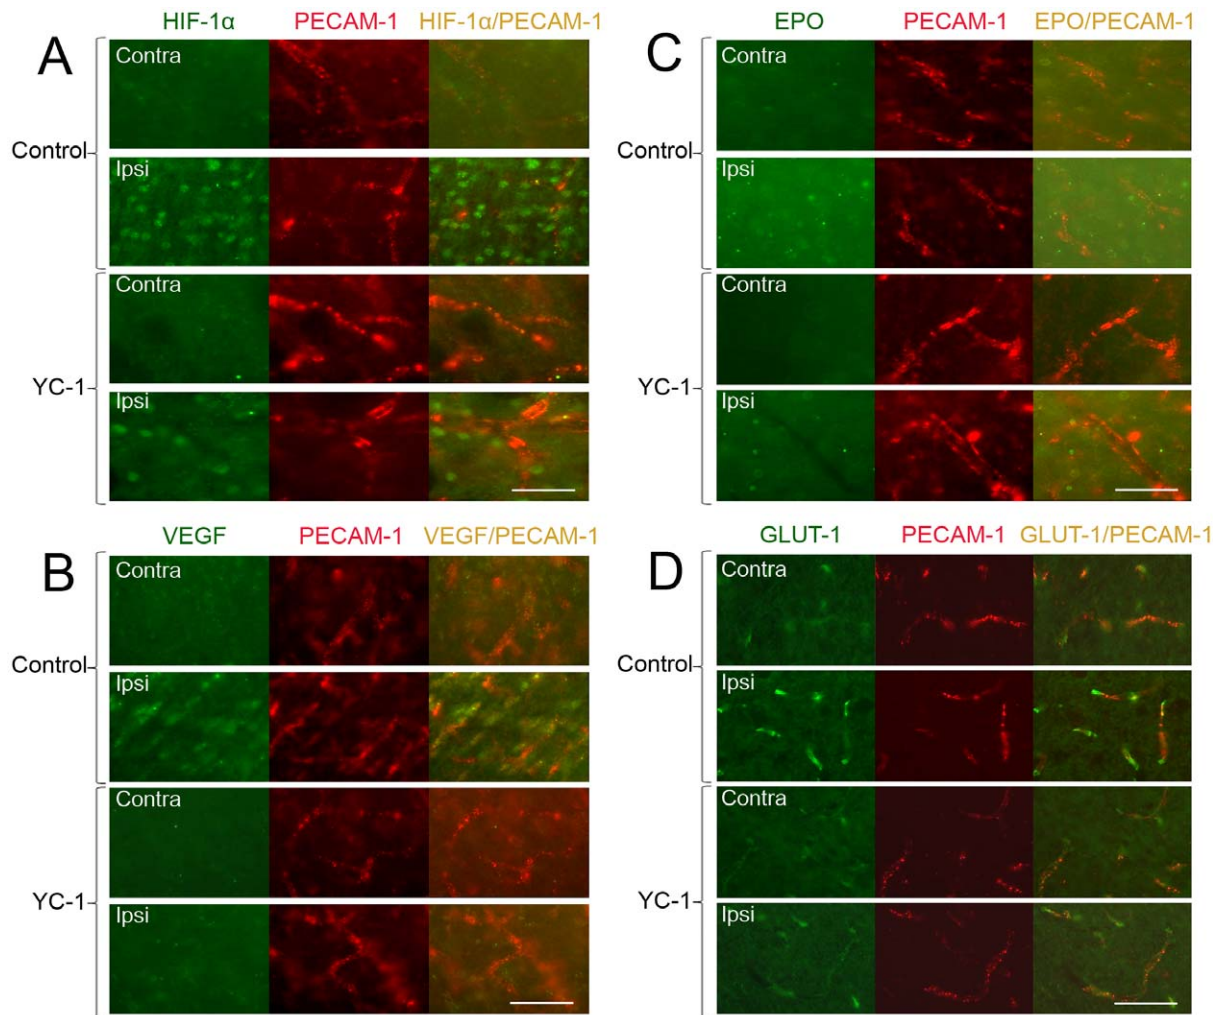 A
HIF-1α PECAM-1 HIF-1α/PECAM-1
Control
Contra
Ipsi
YC-1
Contra
Ipsi
B
VEGF PECAM-1 VEGF/PECAM-1
Control
Contra
Ipsi
YC-1
Contra
Ipsi
C
EPO PECAM-1 EPO/PECAM-1
Control
Contra
Ipsi
YC-1
Contra
Ipsi
D
GLUT-1 PECAM-1 GLUT-1/PECAM-1
Control
Contra
Ipsi
YC-1
Contra
Ipsi